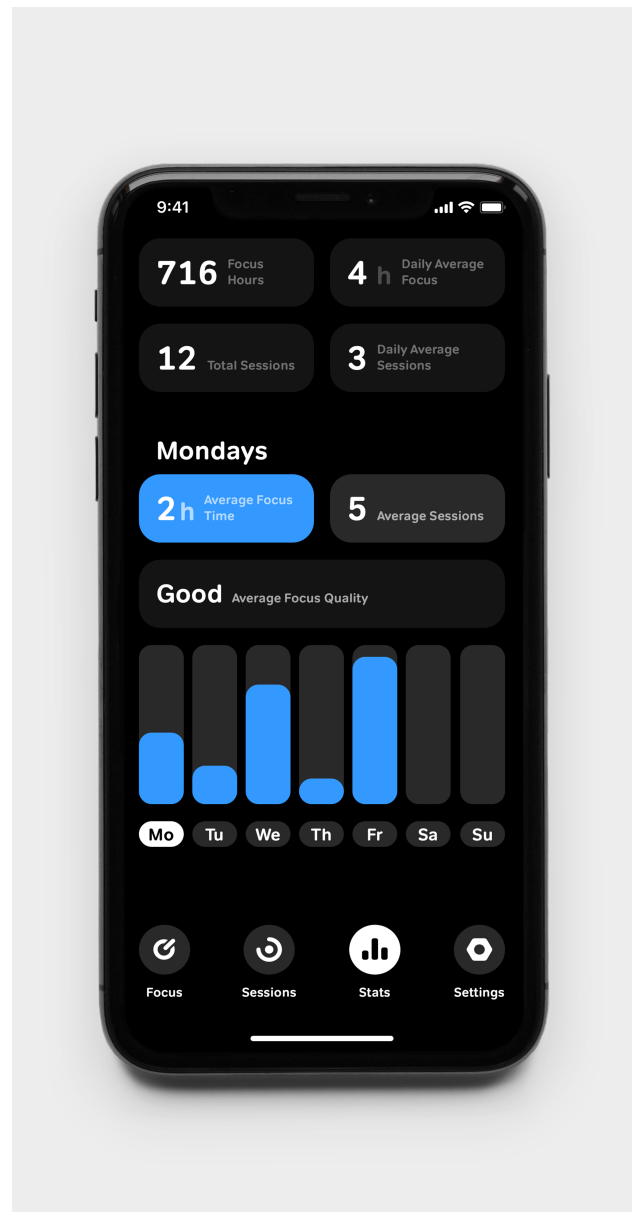 9:41
716 Focus Hours
4 h Daily Average Focus
12 Total Sessions
3 Daily Average Sessions
Mondays
2 h Average Focus Time
5 Average Sessions
Good Average Focus Quality
Mo Tu We Th Fr Sa Su
Focus Sessions Stats Settings